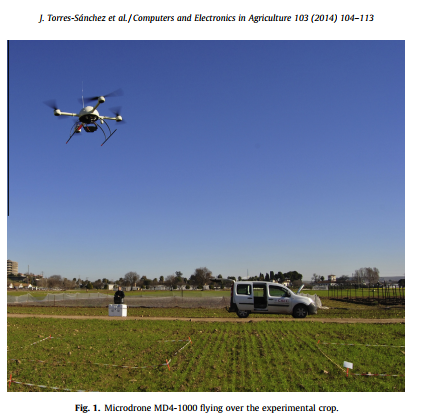 J. Torres-Sánchez et al. / Computers and Electronics in Agriculture 103 (2014) 104–113
Fig. 1. Microdrone MD4-1000 flying over the experimental crop.